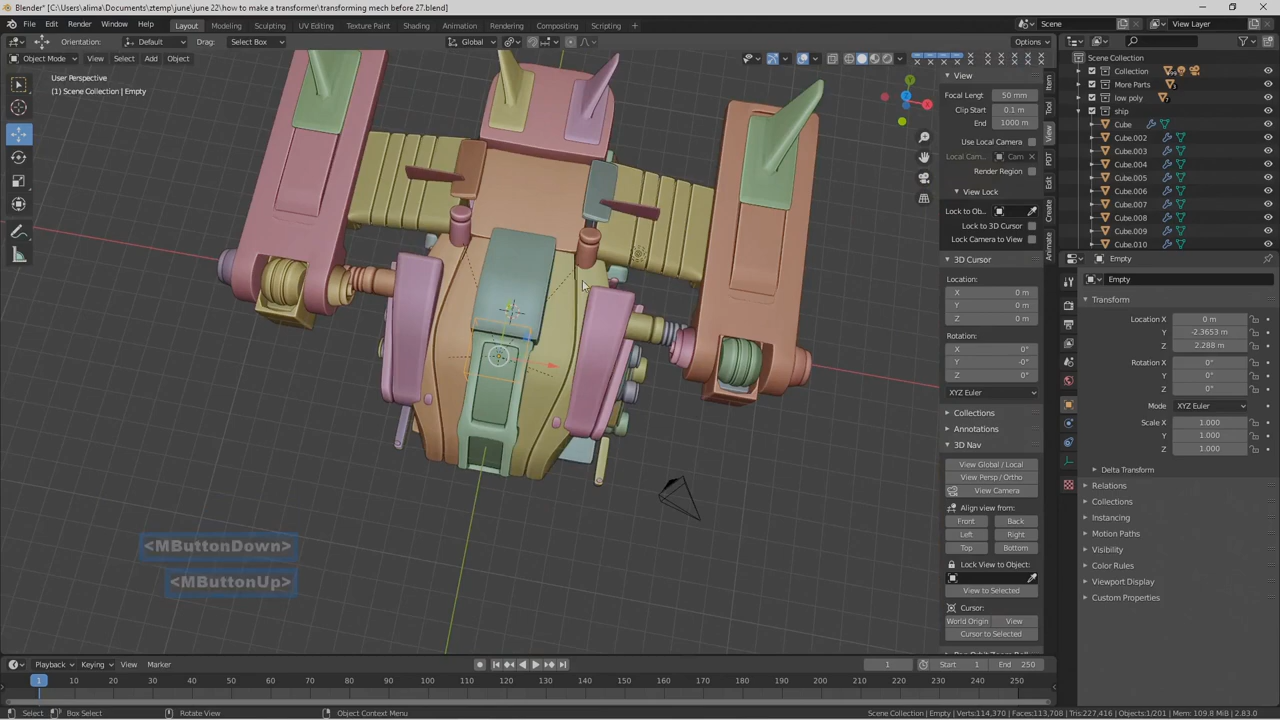 Blender* [C:\Users\alima\Documents\ztemp\june\june 22\how to make a transformer\transforming mech before 27.blend]
File Edit Render Window Help Layout Modeling Sculpting UV Editing Texture Paint Shading Animation Rendering Compositing Scripting Scene View Layer
Orientation: Default Drag: Select Box Global Options
Object Mode View Select Add Object
User Perspective
(1) Scene Collection | Empty
View
Focal Lengt 50 mm
Clip Start 0.1 m
End 1000 m
Use Local Camera
Local Cam... Cam
Render Region
View Lock
Lock to Ob...
Lock to 3D Cursor
Lock Camera to View
3D Cursor
Location:
X 0 m
Y 0 m
Z 0 m
Rotation:
X 0°
Y -0°
Z 0°
XYZ Euler
Collections
Annotations
3D Nav
View Global / Local
View Persp / Ortho
View Camera
Align view from:
Front Back
Left Right
Top Bottom
Lock View to Object:
View to Selected
Cursor:
World Origin View
Cursor to Selected
Item
Tool
View
PDT
Edit
Create
Animate
Scene Collection
Collection
More Parts
low poly
ship
Cube
Cube.002
Cube.003
Cube.004
Cube.005
Cube.006
Cube.007
Cube.008
Cube.009
Cube.010
Empty
Empty
Transform
Location X 0 m
Y -2.3653 m
Z 2.288 m
Rotation X 0°
Y 0°
Z 0°
Mode XYZ Euler
Scale X 1.000
Y 1.000
Z 1.000
Delta Transform
Relations
Collections
Instancing
Motion Paths
Visibility
Color Rules
Viewport Display
Custom Properties
<MButtonDown>
<MButtonUp>
Playback Keying View Marker 1 Start 1 End 250
1 10 20 30 40 50 60 70 80 90 100 110 120 130 140 150 160 170 180 190 200 210 220 230 240 250
Select Box Select Rotate View Object Context Menu Scene Collection | Empty | Verts:114,370 | Faces:113,708 | Tris:227,416 | Objects:1/201 | Mem: 109.8 MiB | 2.83.0